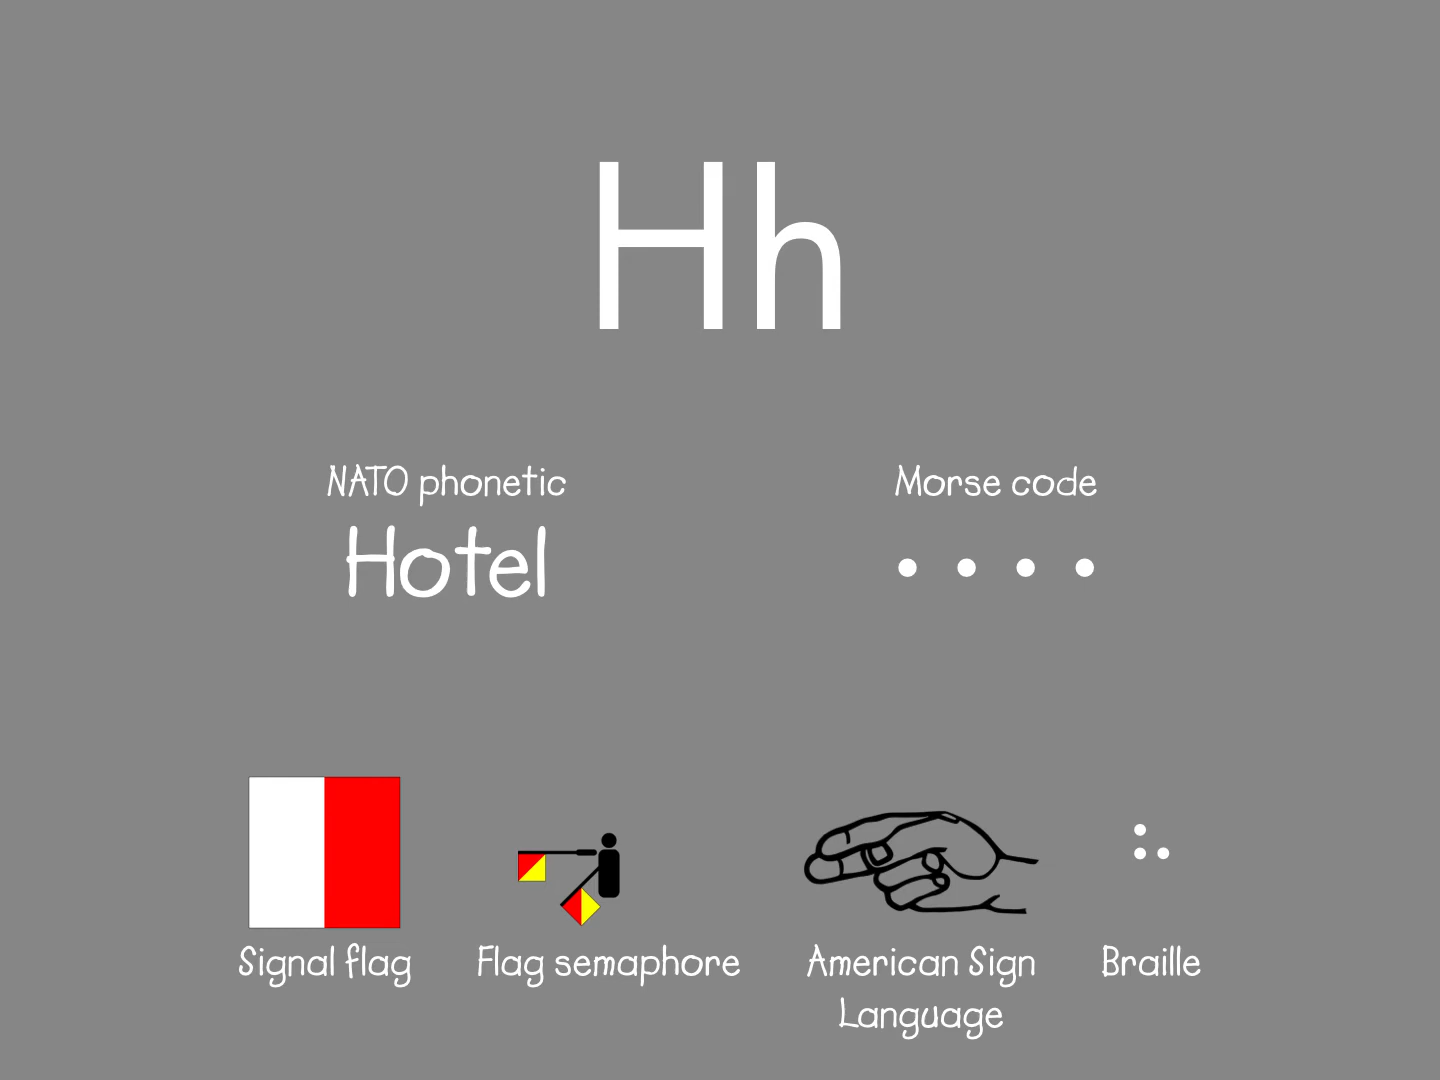 Hh
NATO phonetic
Hotel
Morse code
• • • •
Signal flag
Flag semaphore
American Sign
Language
Braille